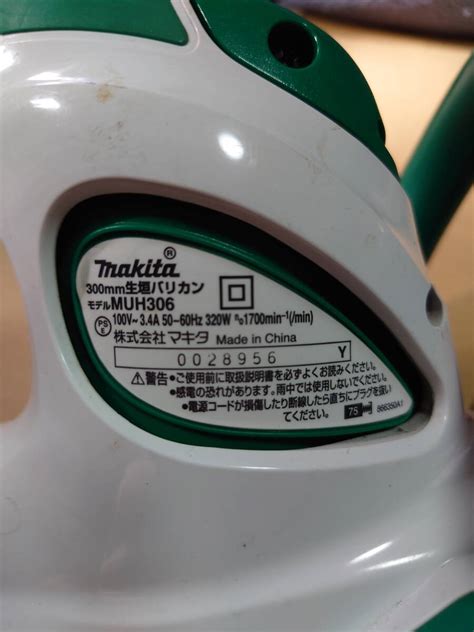 makita®
300mm生垣バリカン
モデルMUH306
100V~ 3.4A 50-60Hz 320W n₀1700min⁻¹(/min)
PSE
株式会社マキタ Made in China
0028956 Y
⚠警告●ご使用前に取扱説明書を必ずよくお読みください。
●感電の恐れがあります。雨中では使用しないでください。
●電源コードが損傷したり断線したら直ちにプラグを抜いてください。
75 866350A1